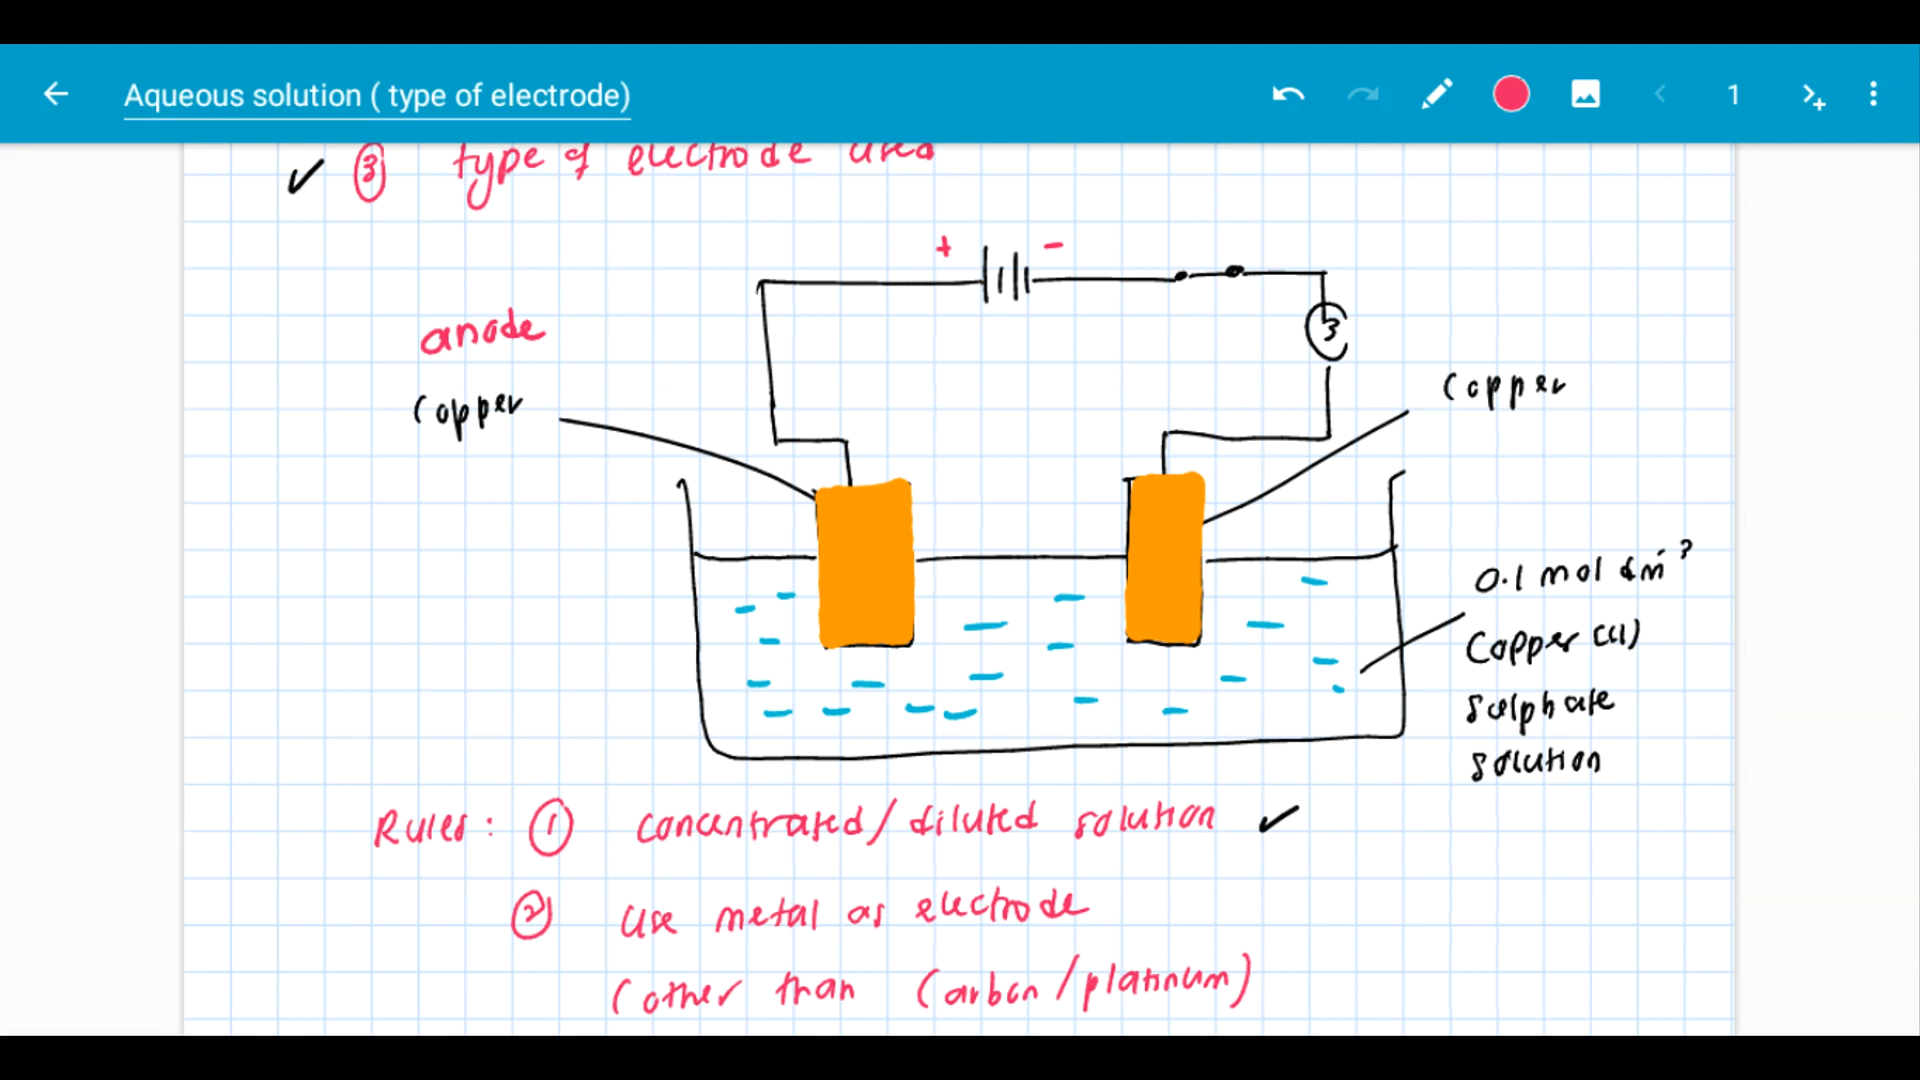 Aqueous solution ( type of electrode)
1
✓ ③ type of electrode used
+ -
3
anode
Copper
Copper
0.1 mol dm⁻³
Copper (II)
sulphate
solution
Rules: ① concentrated/diluted solution ✓
② use metal as electrode
(other than carbon/platinum)